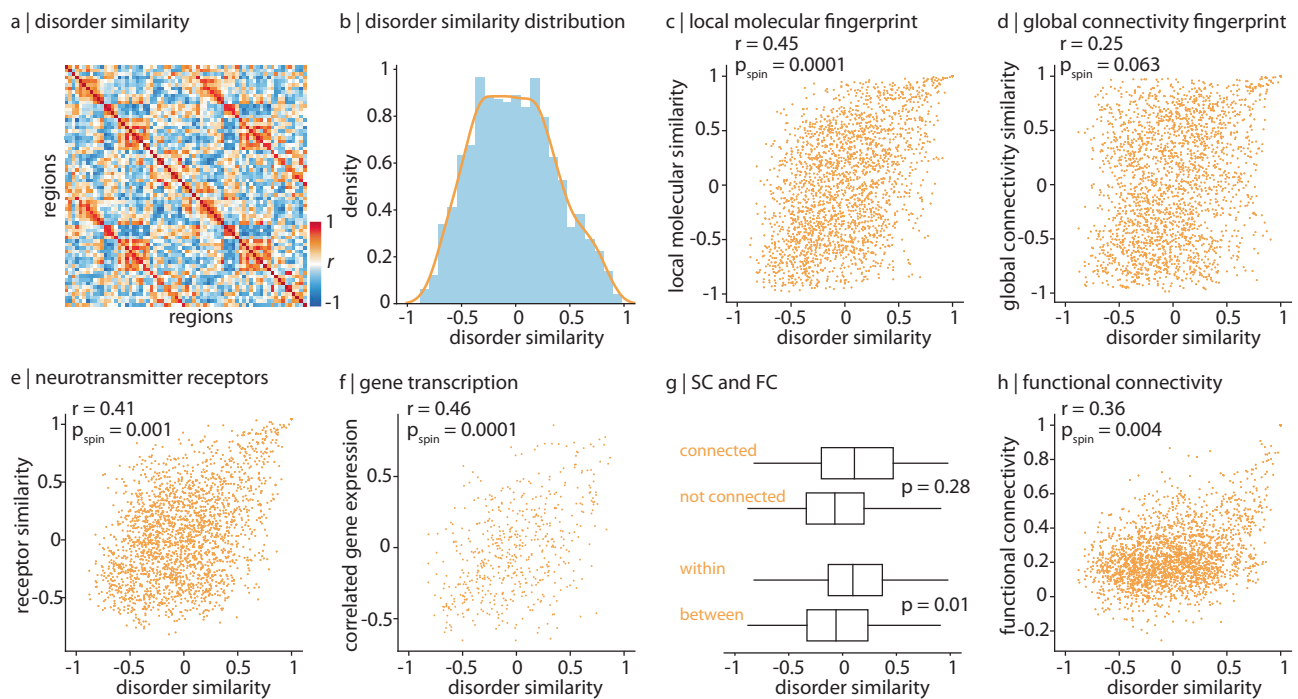 a | disorder similarity
regions
regions
1
r
-1
b | disorder similarity distribution
density
1
0.8
0.6
0.4
0.2
0
-1 -0.5 0 0.5 1
disorder similarity
c | local molecular fingerprint
r = 0.45
pspin = 0.0001
local molecular similarity
1
0.5
0
-0.5
-1
-1 -0.5 0 0.5 1
disorder similarity
d | global connectivity fingerprint
r = 0.25
pspin = 0.063
global connectivity similarity
1
0.5
0
-0.5
-1
-1 -0.5 0 0.5 1
disorder similarity
e | neurotransmitter receptors
r = 0.41
pspin = 0.001
receptor similarity
1
0.5
0
-0.5
-1 -0.5 0 0.5 1
disorder similarity
f | gene transcription
r = 0.46
pspin = 0.0001
correlated gene expression
0.5
0
-0.5
-1 -0.5 0 0.5 1
disorder similarity
g | SC and FC
connected
not connected
p = 0.28
within
between
p = 0.01
-1 -0.5 0 0.5 1
disorder similarity
h | functional connectivity
r = 0.36
pspin = 0.004
functional connectivity
1
0.8
0.6
0.4
0.2
0
-0.2
-1 -0.5 0 0.5 1
disorder similarity